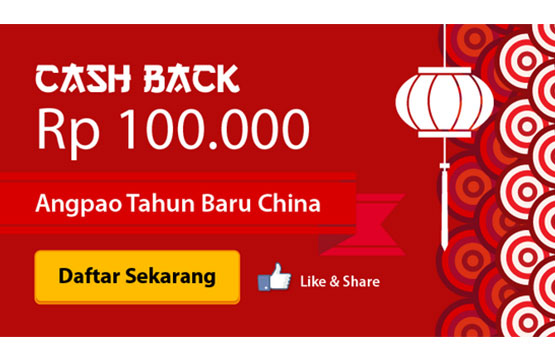 CASH BACK
Rp 100.000
Angpao Tahun Baru China
Daftar Sekarang
Like & Share